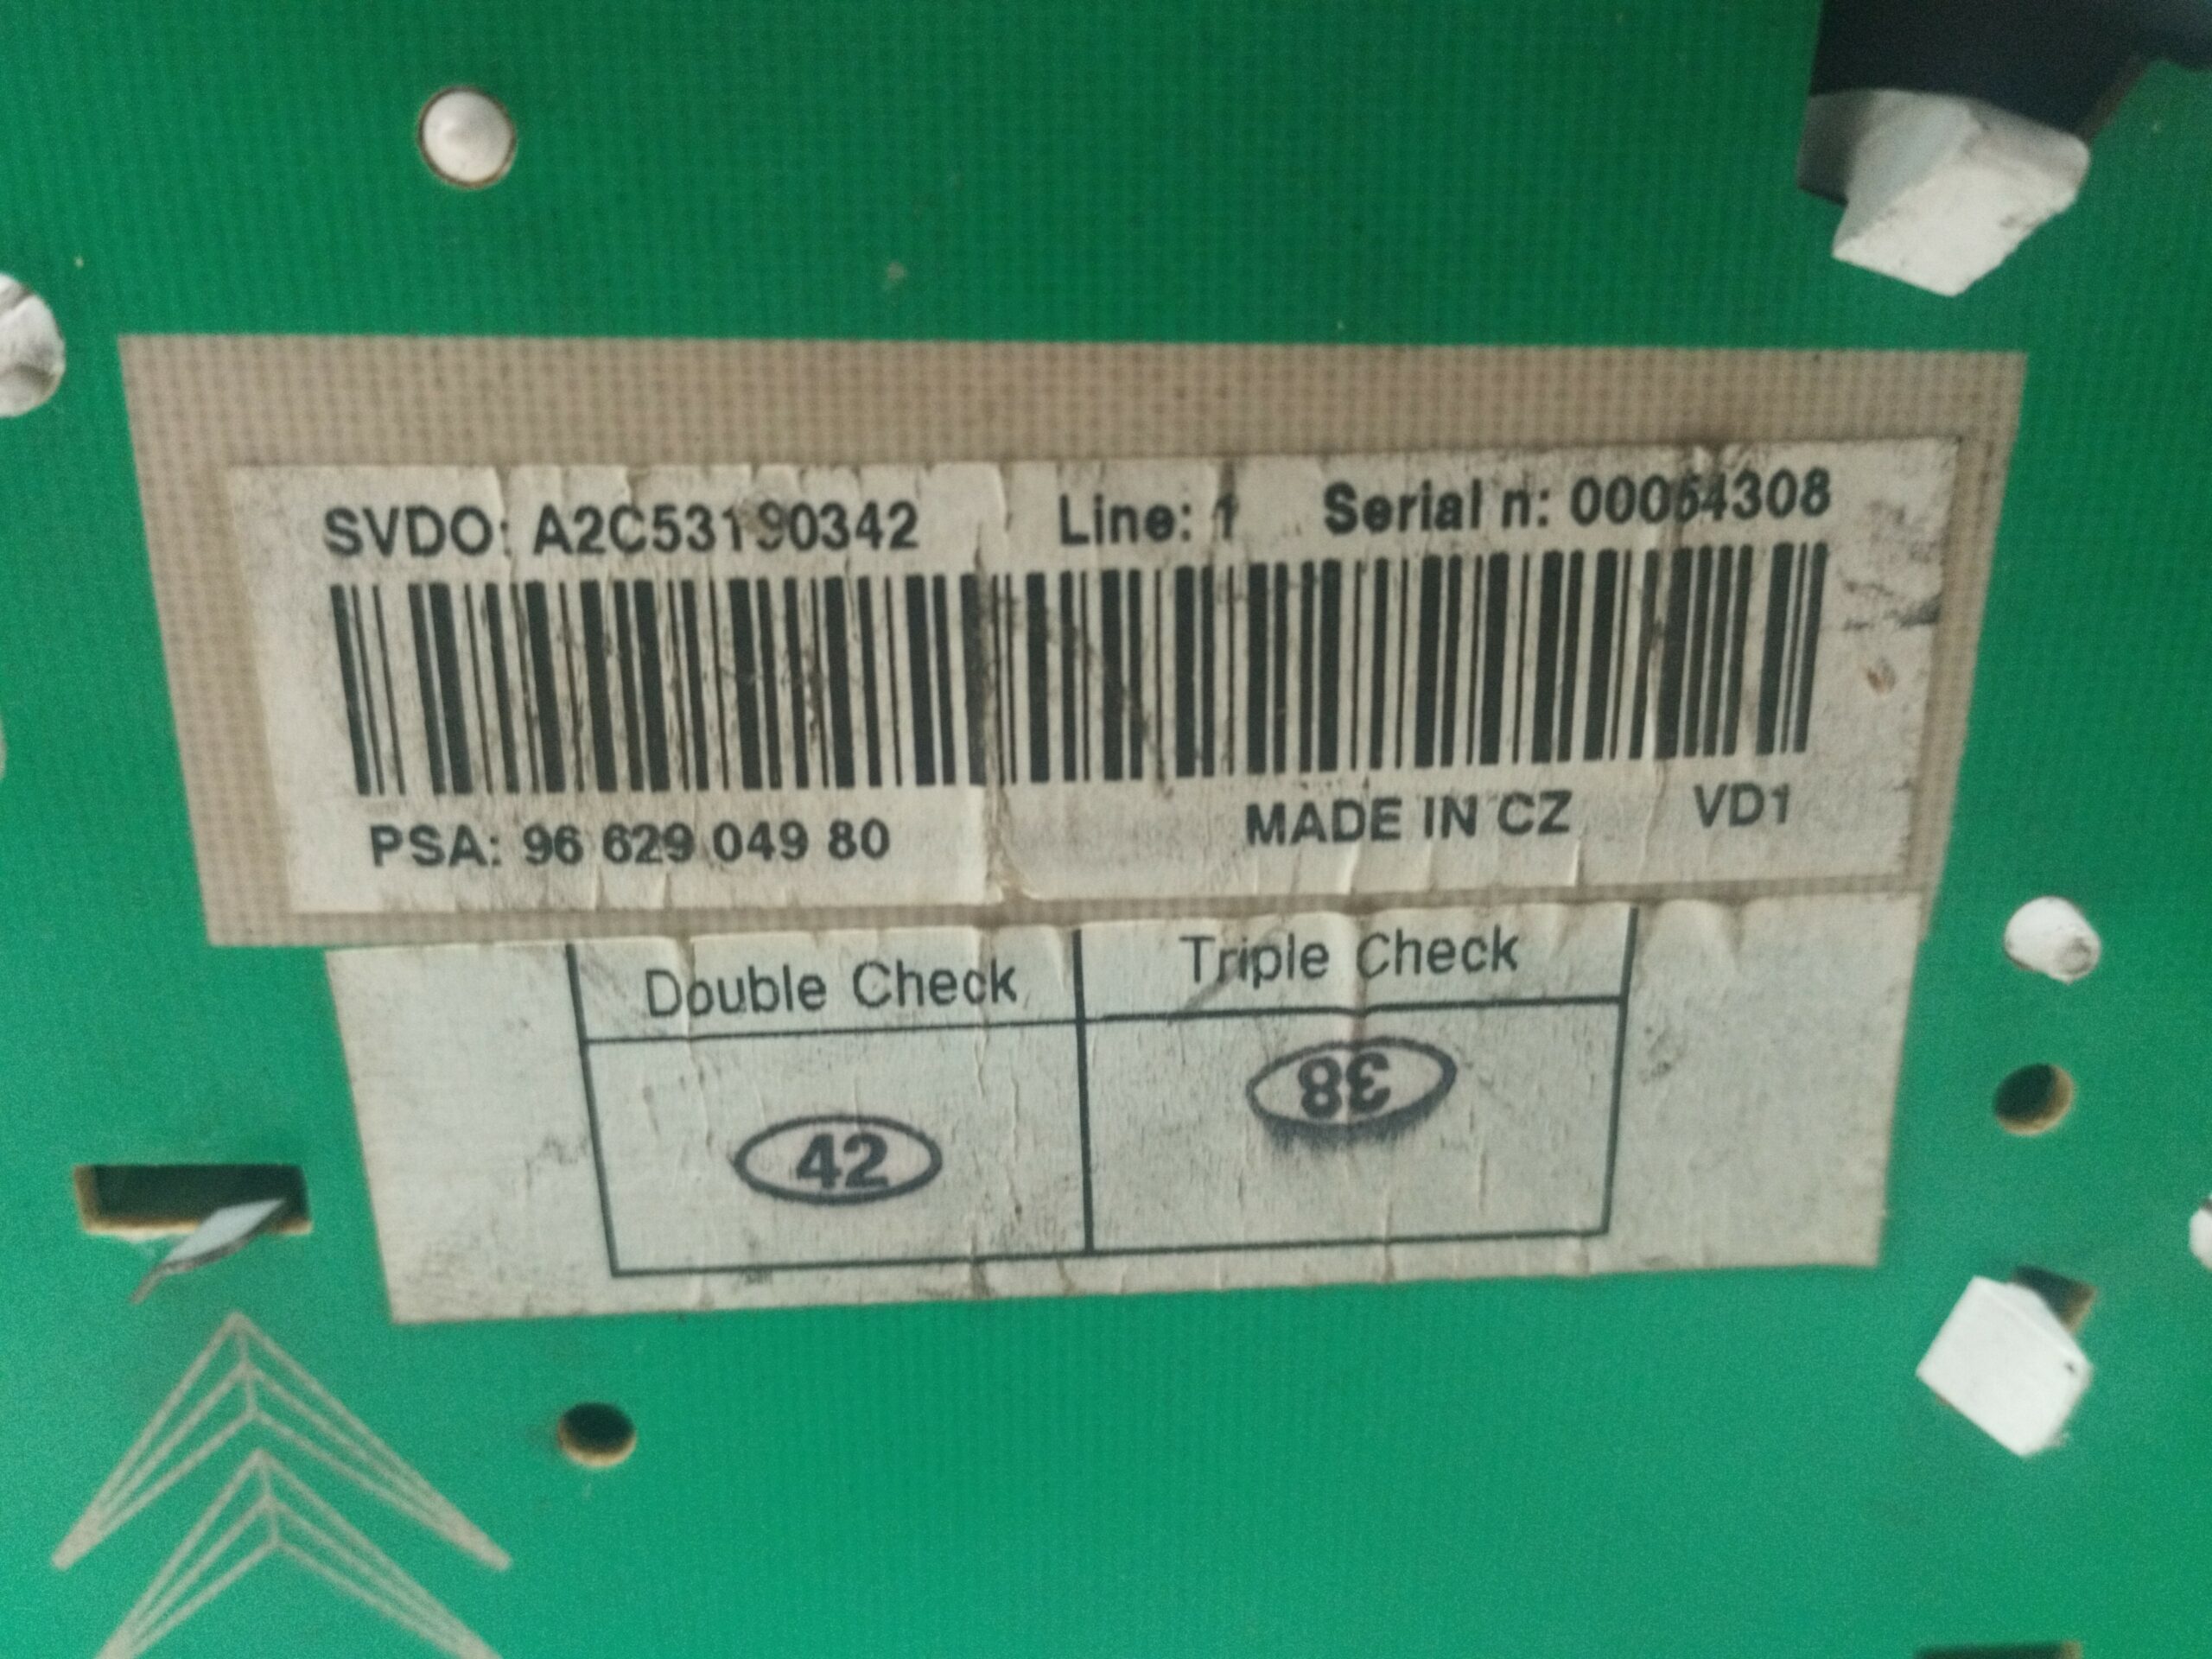 SVDO: A2C53190342 Line: 1 Serial n: 00054308
PSA: 96 629 049 80 MADE IN CZ VD1
Double Check Triple Check
42 38